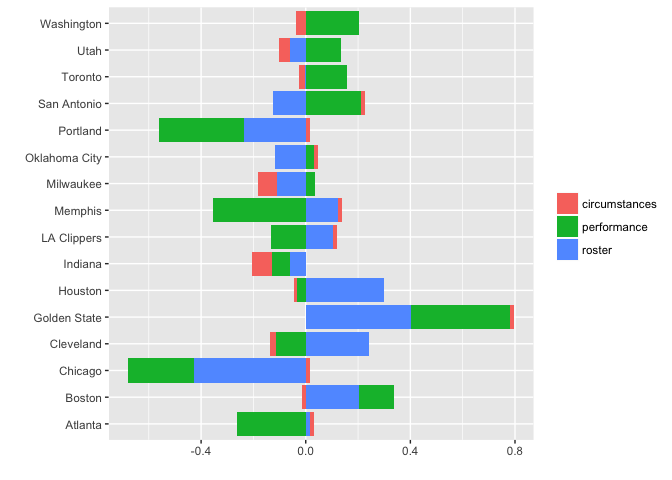 Washington
Utah
Toronto
San Antonio
Portland
Oklahoma City
Milwaukee
Memphis
LA Clippers
Indiana
Houston
Golden State
Cleveland
Chicago
Boston
Atlanta
-0.4 0.0 0.4 0.8
circumstances
performance
roster